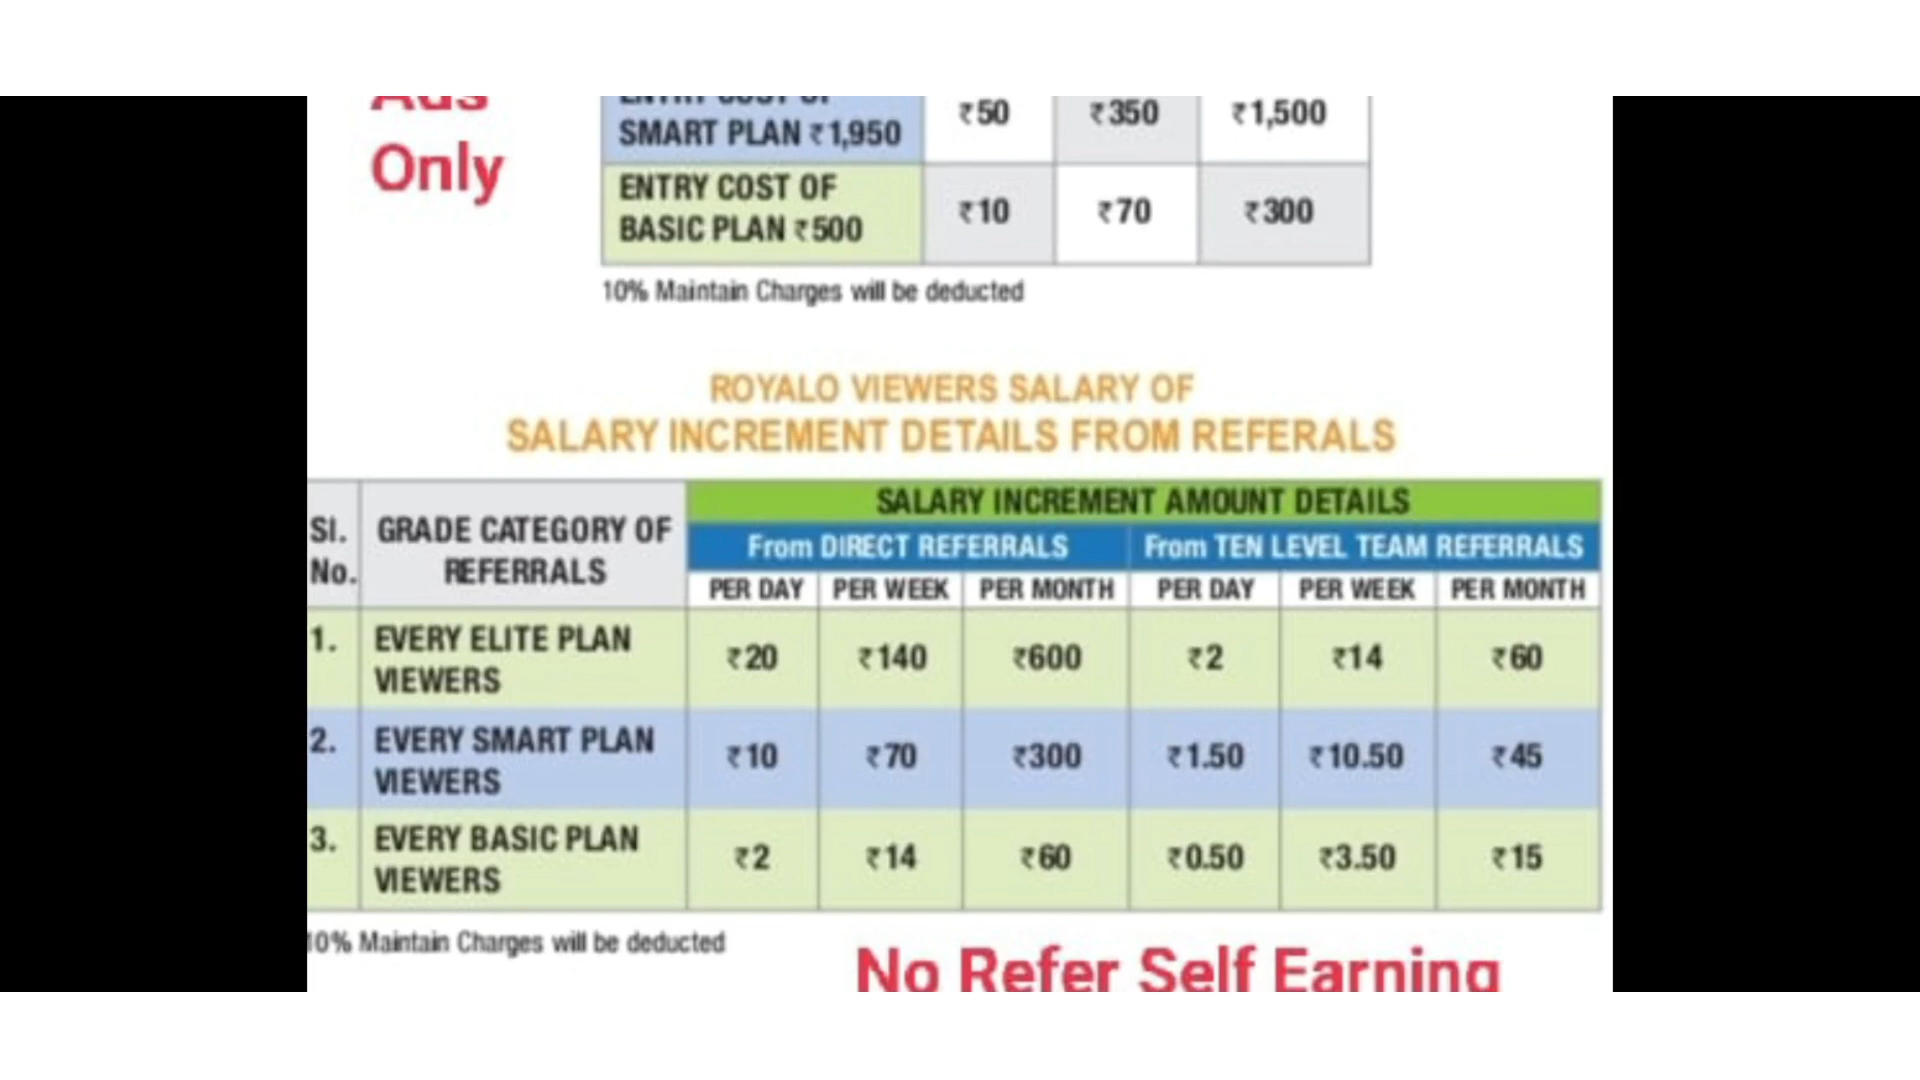 Ads
Only
ENTRY COST OF
SMART PLAN ₹1,950 ₹50 ₹350 ₹1,500
ENTRY COST OF
BASIC PLAN ₹500 ₹10 ₹70 ₹300
10% Maintain Charges will be deducted
ROYALO VIEWERS SALARY OF
SALARY INCREMENT DETAILS FROM REFERALS
Sl. No. GRADE CATEGORY OF REFERRALS
SALARY INCREMENT AMOUNT DETAILS
From DIRECT REFERRALS From TEN LEVEL TEAM REFERRALS
PER DAY PER WEEK PER MONTH PER DAY PER WEEK PER MONTH
1. EVERY ELITE PLAN VIEWERS ₹20 ₹140 ₹600 ₹2 ₹14 ₹60
2. EVERY SMART PLAN VIEWERS ₹10 ₹70 ₹300 ₹1.50 ₹10.50 ₹45
3. EVERY BASIC PLAN VIEWERS ₹2 ₹14 ₹60 ₹0.50 ₹3.50 ₹15
10% Maintain Charges will be deducted
No Refer Self Earning